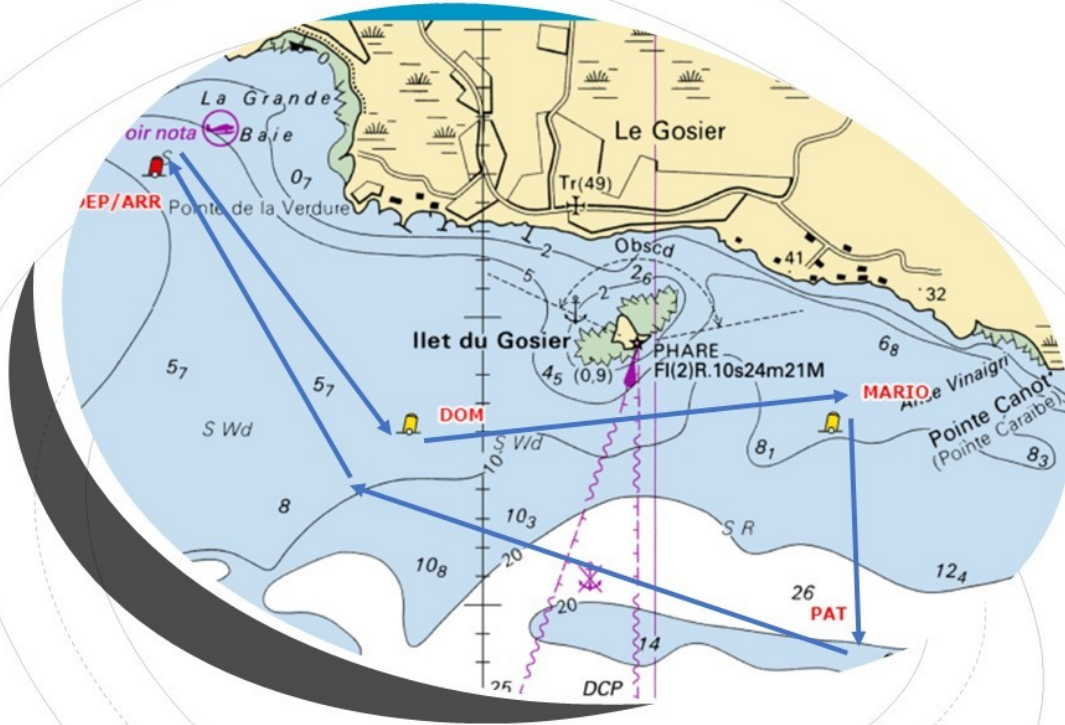 La Grande
Baie
oir nota
S
0₇
EP/ARR
Pointe de la Verdure
Le Gosier
Tr(49)
Obscd
41
32
2
5
2
2₆
Ilet du Gosier
PHARE
Fl(2)R.10s24m21M
4₅
(0,9)
6₈
MARIO
Vinaigri
Pointe Canot
(Pointe Caraïbe)
5₇
5₇
DOM
S Wd
S Wd
8₁
8₃
8
10
10₃
S R
10₈
20
12₄
26
20
PAT
14
25
DCP